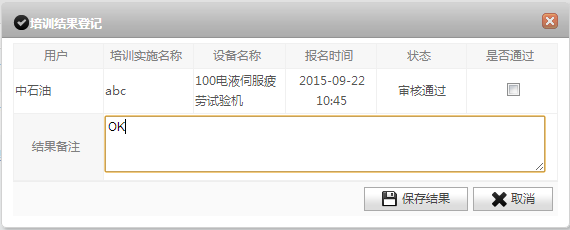 培训结果登记
用户 培训实施名称 设备名称 报名时间 状态 是否通过
中石油 abc 100电液伺服疲劳试验机 2015-09-22 10:45 审核通过
结果备注 OK
保存结果 取消